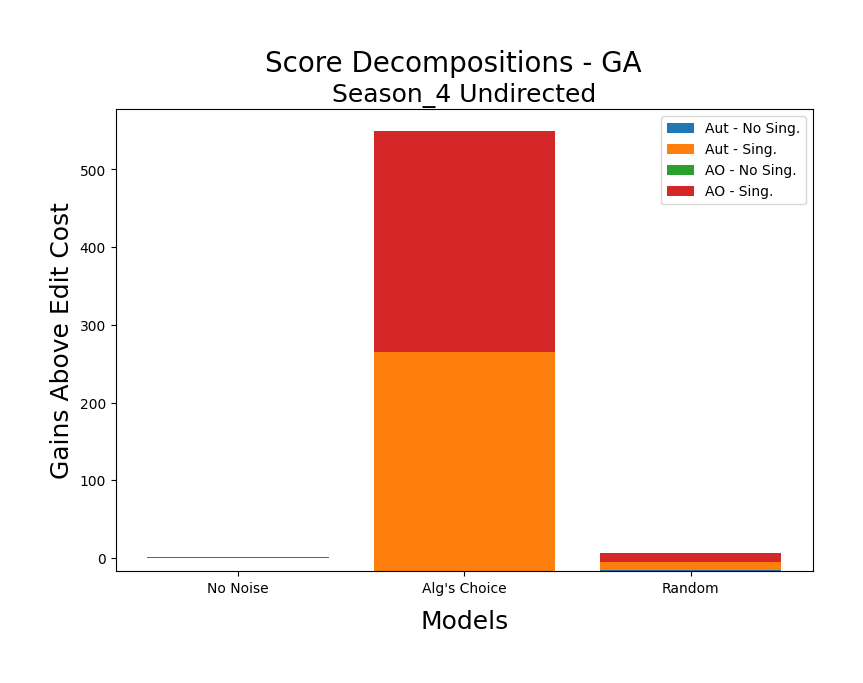 Score Decompositions - GA
Season_4 Undirected
Aut - No Sing.
Aut - Sing.
AO - No Sing.
AO - Sing.
Gains Above Edit Cost
500
400
300
200
100
0
No Noise
Alg's Choice
Random
Models